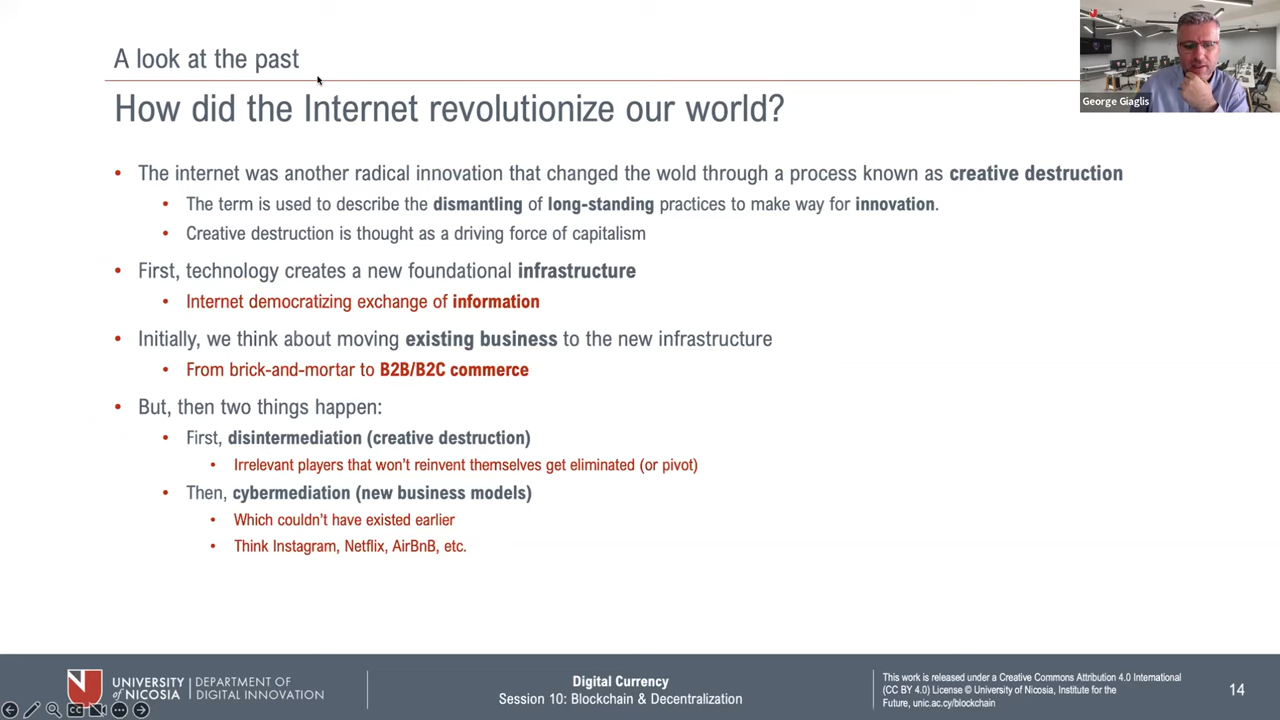 A look at the past
George Giaglis
How did the Internet revolutionize our world?
• The internet was another radical innovation that changed the wold through a process known as creative destruction
• The term is used to describe the dismantling of long-standing practices to make way for innovation.
• Creative destruction is thought as a driving force of capitalism
• First, technology creates a new foundational infrastructure
• Internet democratizing exchange of information
• Initially, we think about moving existing business to the new infrastructure
• From brick-and-mortar to B2B/B2C commerce
• But, then two things happen:
• First, disintermediation (creative destruction)
• Irrelevant players that won't reinvent themselves get eliminated (or pivot)
• Then, cybermediation (new business models)
• Which couldn't have existed earlier
• Think Instagram, Netflix, AirBnB, etc.
UNIVERSITY
of NICOSIA
DEPARTMENT OF
DIGITAL INNOVATION
Digital Currency
Session 10: Blockchain & Decentralization
This work is released under a Creative Commons Attribution 4.0 International
(CC BY 4.0) License © University of Nicosia, Institute for the
Future, unic.ac.cy/blockchain
14
CC